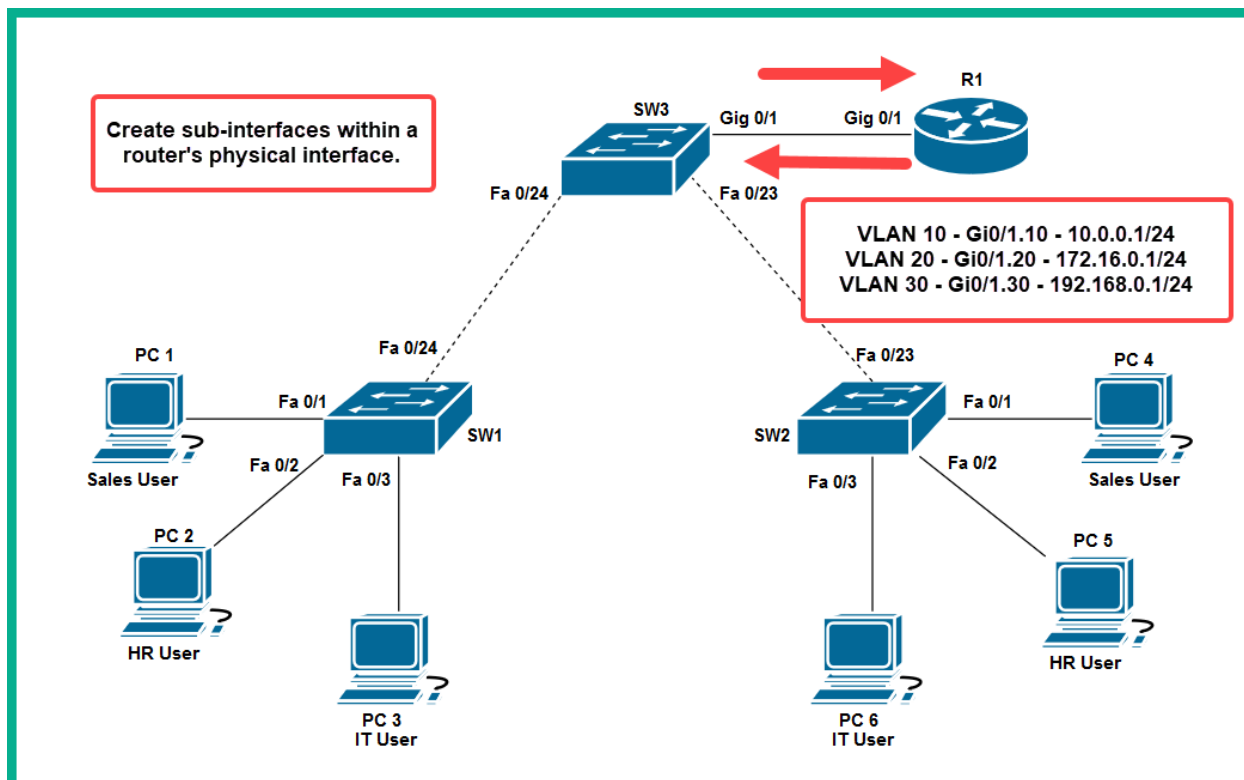 R1
SW3
Gig 0/1
Gig 0/1
Create sub-interfaces within a
router's physical interface.
Fa 0/24
Fa 0/23
VLAN 10 - Gi0/1.10 - 10.0.0.1/24
VLAN 20 - Gi0/1.20 - 172.16.0.1/24
VLAN 30 - Gi0/1.30 - 192.168.0.1/24
Fa 0/24
Fa 0/23
PC 1
PC 4
Fa 0/1
Fa 0/1
SW1
SW2
Fa 0/2
Fa 0/2
Fa 0/3
Fa 0/3
Sales User
Sales User
PC 2
PC 5
HR User
HR User
PC 3
IT User
PC 6
IT User